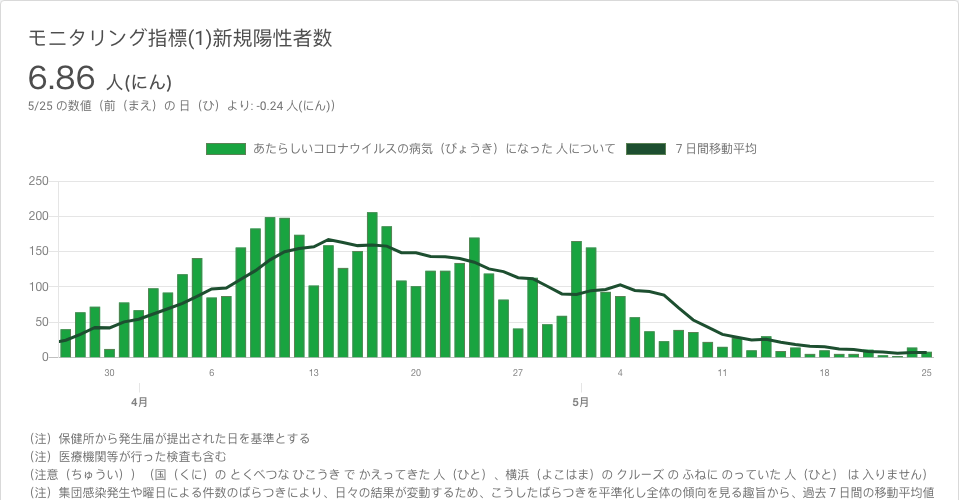 モニタリング指標(1)新規陽性者数
6.86 人(にん)
5/25 の数値（前（まえ）の 日（ひ）より: -0.24 人(にん)）
あたらしいコロナウイルスの病気（びょうき）になった 人について 7 日間移動平均
250
200
150
100
50
0
30 6 13 20 27 4 11 18 25
4月 5月
（注）保健所から発生届が提出された日を基準とする
（注）医療機関等が行った検査も含む
（注意（ちゅうい））（国（くに）の とくべつな ひこうき で かえってきた 人（ひと）、横浜（よこはま）の クルーズ の ふねに のっていた 人（ひと） は 入りません）
（注）集団感染発生や曜日による件数のばらつきにより、日々の結果が変動するため、こうしたばらつきを平準化し全体の傾向を見る趣旨から、過去 7 日間の移動平均値